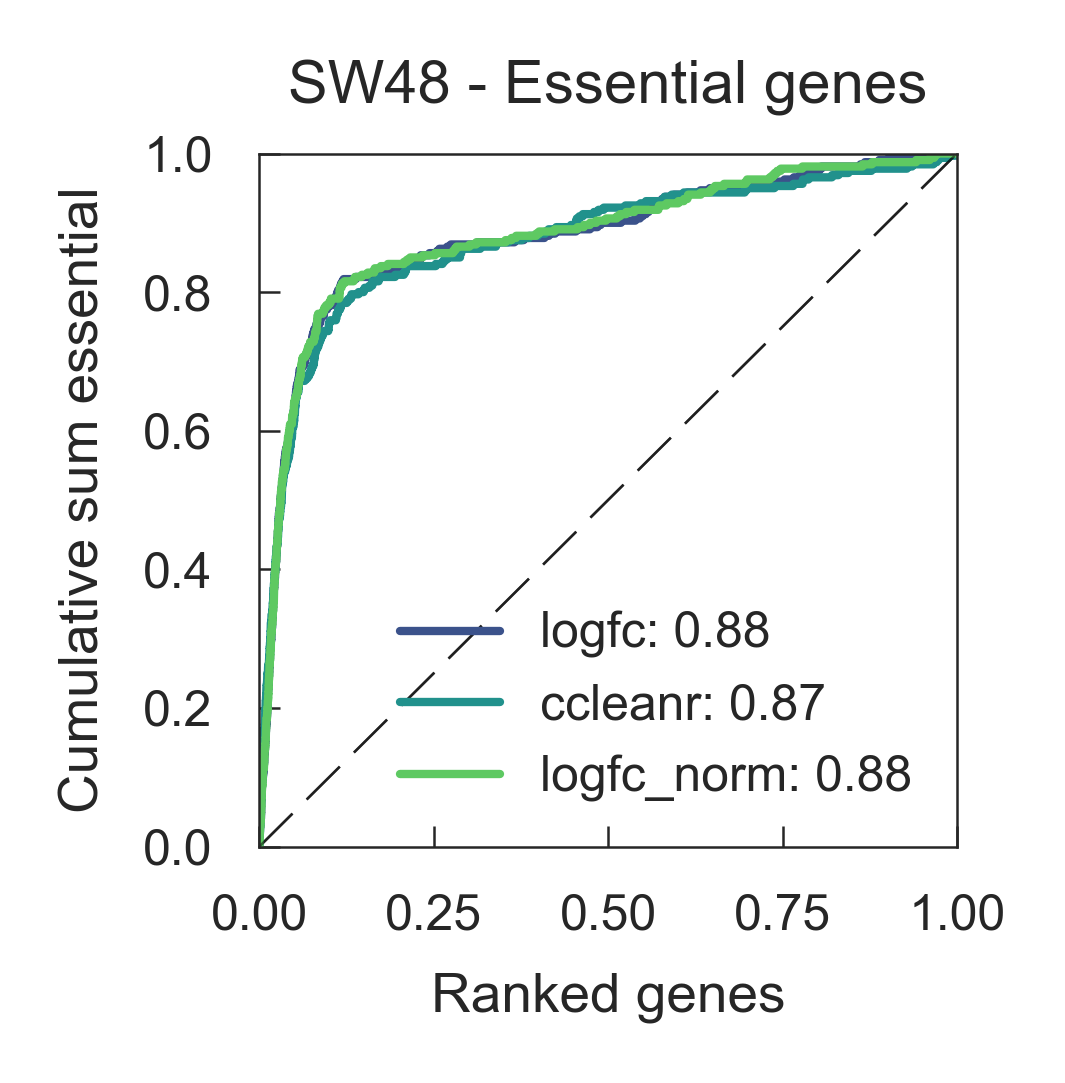 SW48 - Essential genes
Cumulative sum essential
1.0
0.8
0.6
0.4
0.2
0.0
logfc: 0.88
ccleanr: 0.87
logfc_norm: 0.88
0.00 0.25 0.50 0.75 1.00
Ranked genes